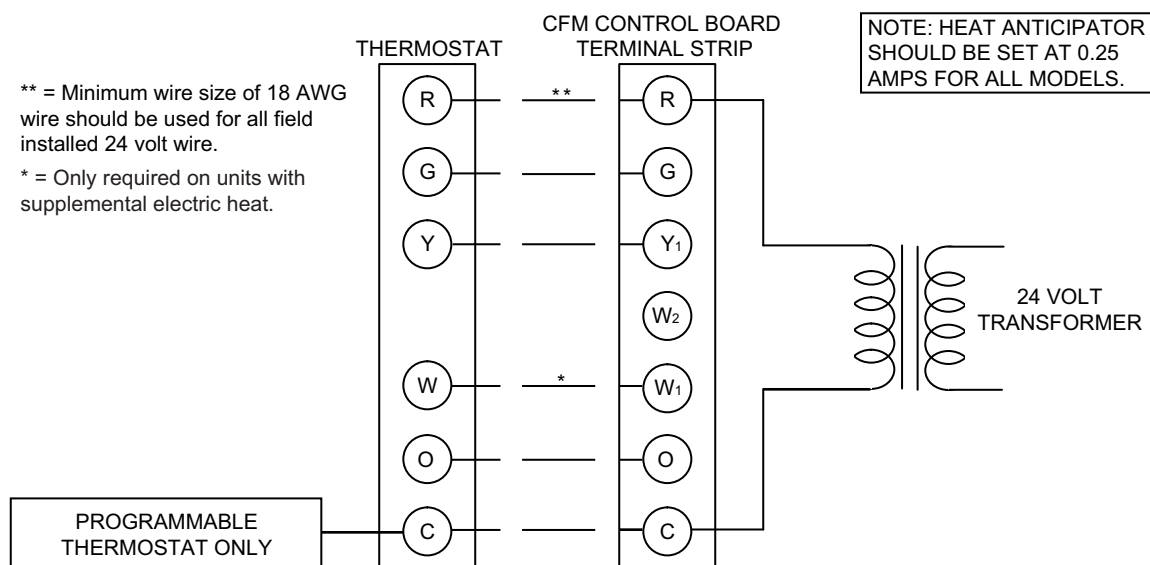 CFM CONTROL BOARD
TERMINAL STRIP
THERMOSTAT
NOTE: HEAT ANTICIPATOR
SHOULD BE SET AT 0.25
AMPS FOR ALL MODELS.
** = Minimum wire size of 18 AWG
wire should be used for all field
installed 24 volt wire.
* = Only required on units with
supplemental electric heat.
R ** R
G G
Y Y1
W2
W * W1
O O
C C
24 VOLT
TRANSFORMER
PROGRAMMABLE
THERMOSTAT ONLY